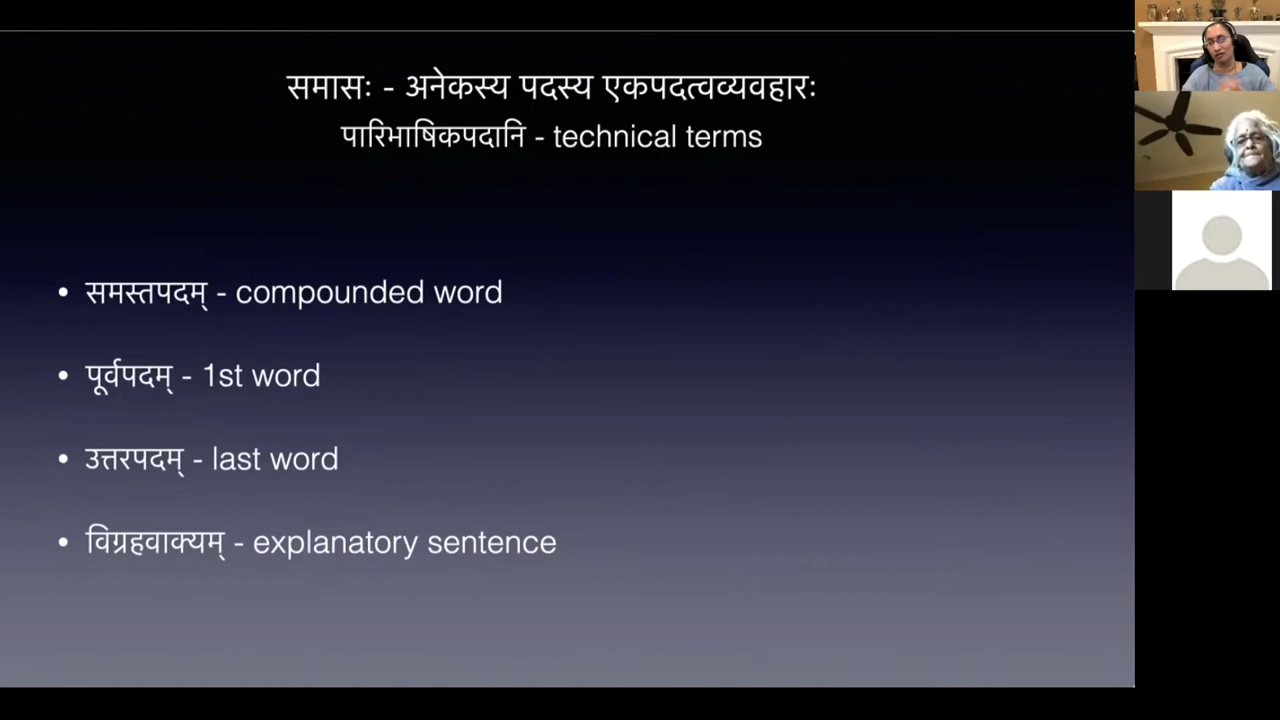 समासः - अनेकस्य पदस्य एकपदत्वव्यवहारः
पारिभाषिकपदानि - technical terms
• समस्तपदम् - compounded word
• पूर्वपदम् - 1st word
• उत्तरपदम् - last word
• विग्रहवाक्यम् - explanatory sentence